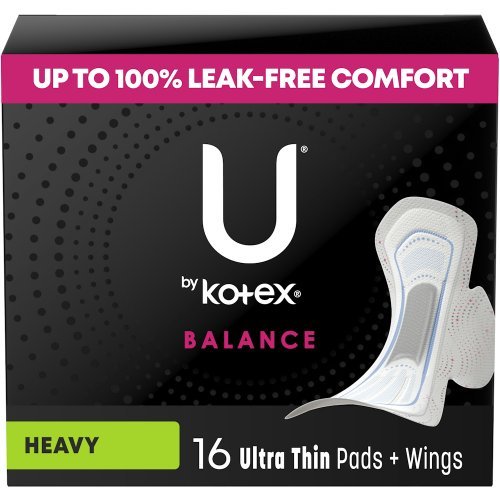 UP TO 100% LEAK-FREE COMFORT
U®
by Kotex®
BALANCE
HEAVY
16 Ultra Thin Pads + Wings